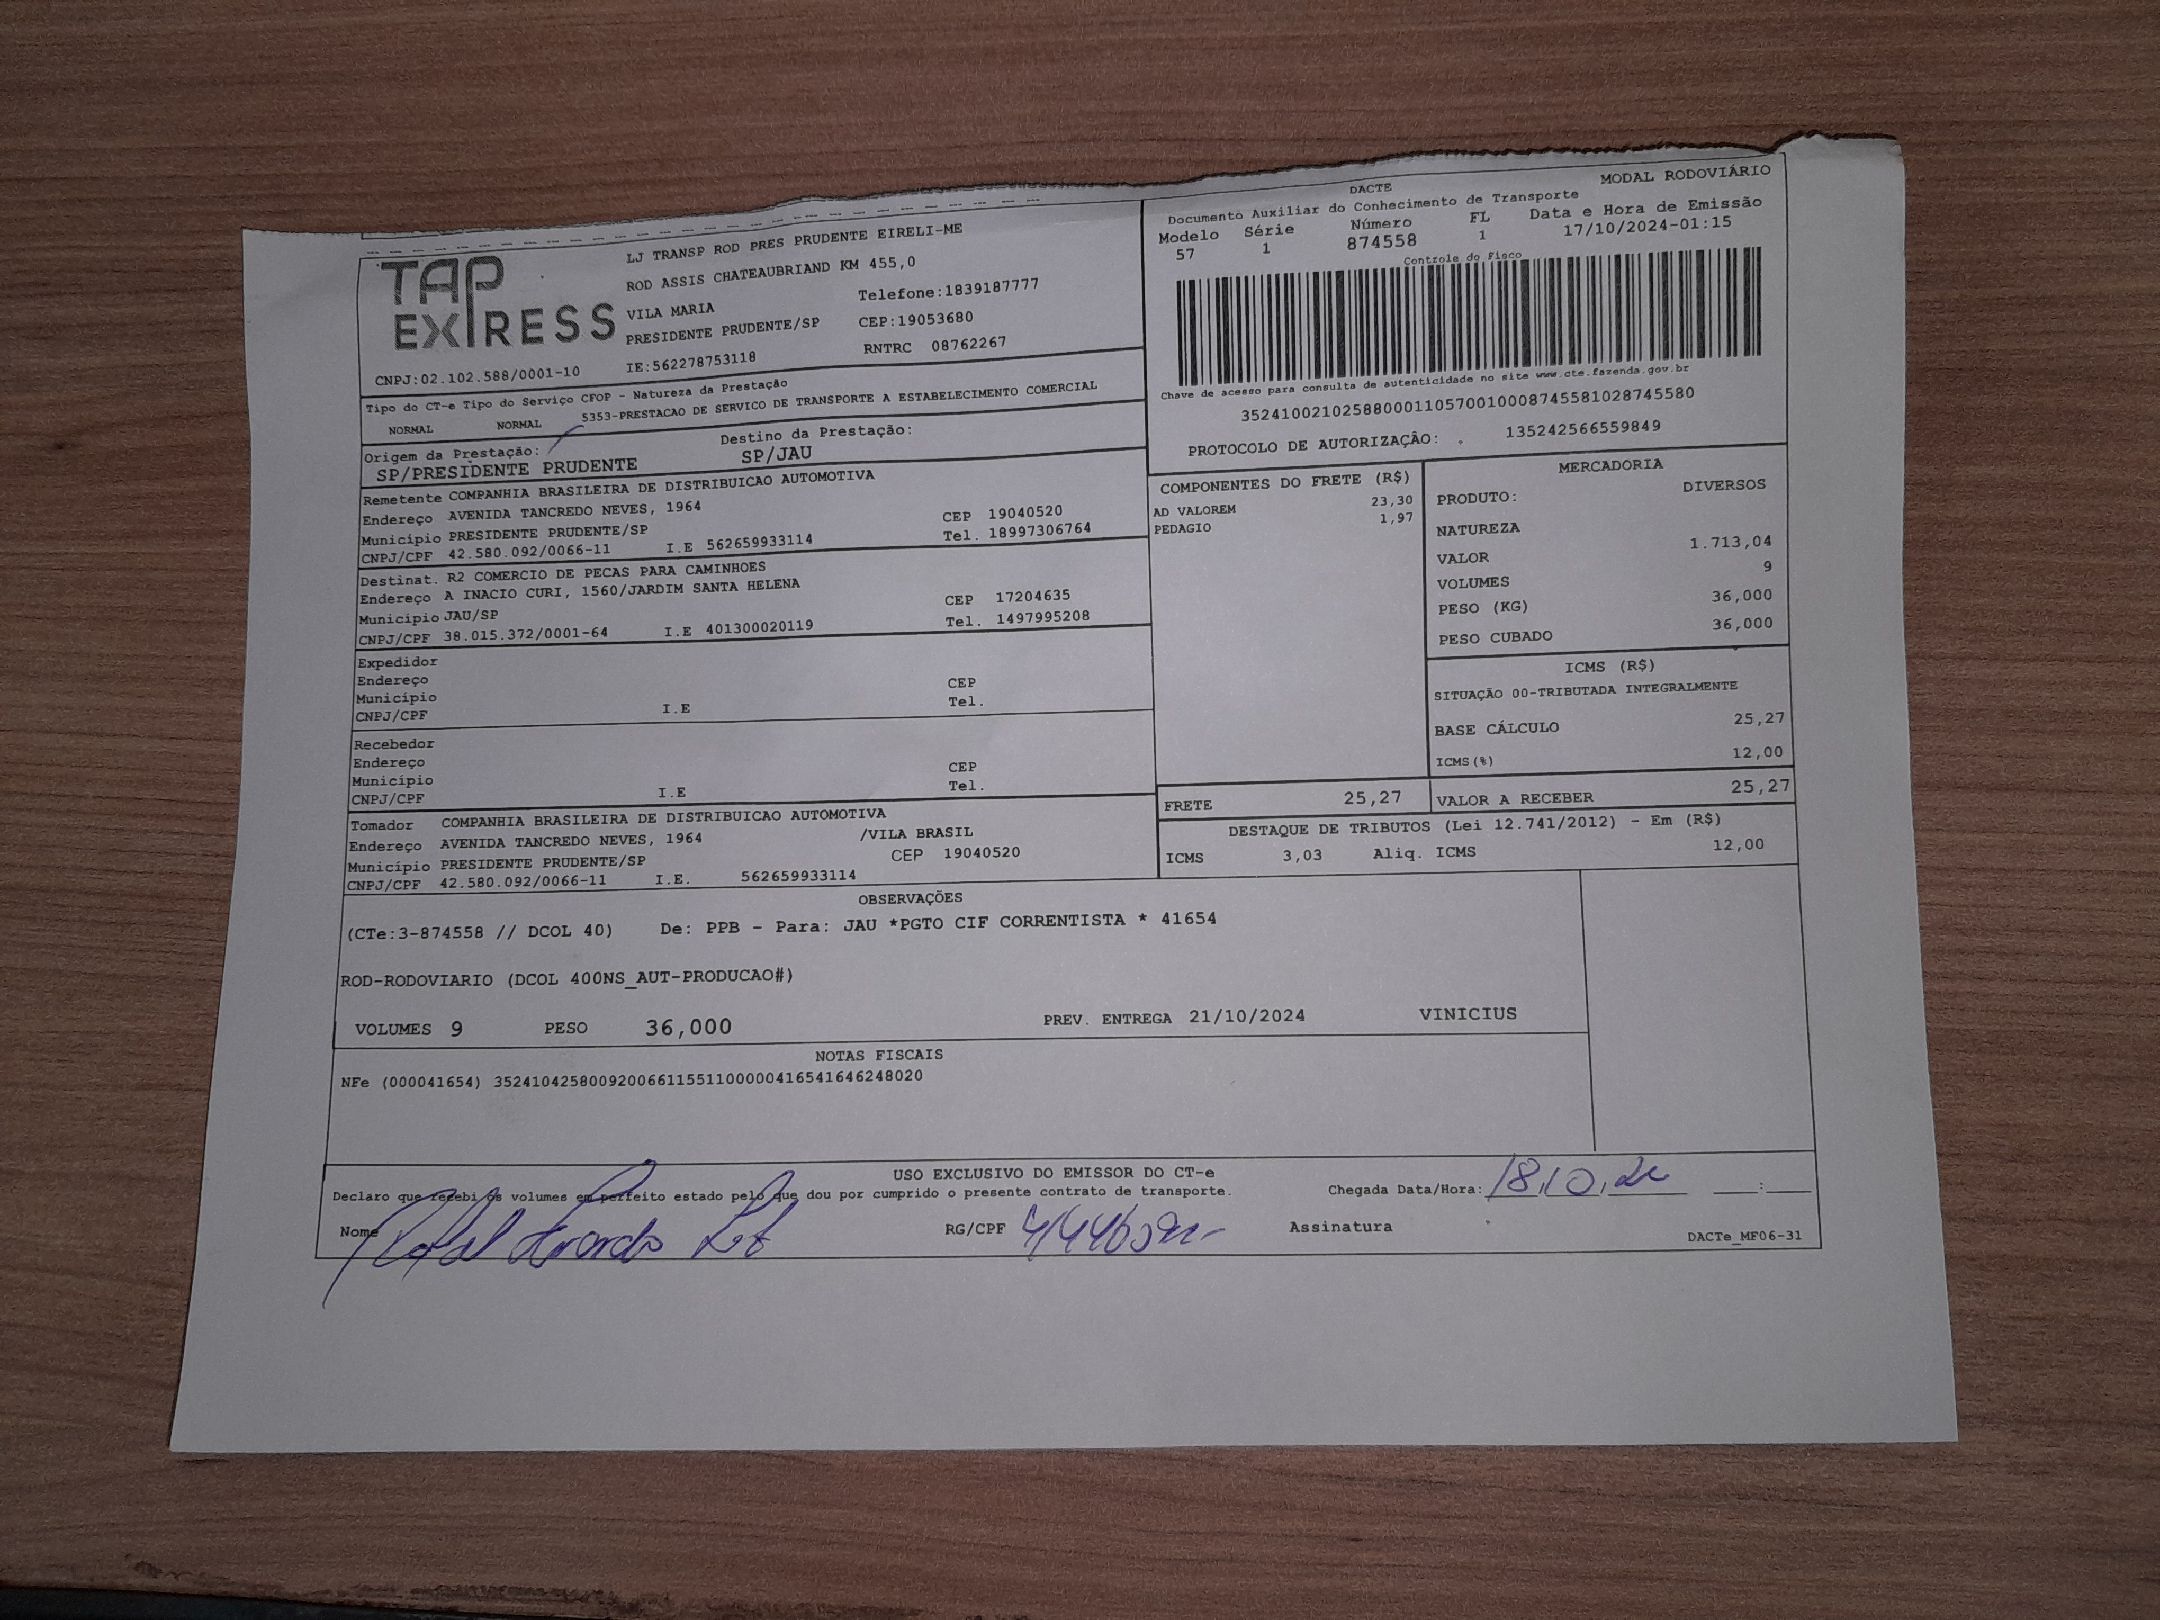 TAP EXPRESS
LJ TRANSP ROD PRES PRUDENTE EIRELI-ME
ROD ASSIS CHATEAUBRIAND KM 455,0
VILA MARIA Telefone:1839187777
PRESIDENTE PRUDENTE/SP CEP:19053680
CNPJ:02.102.588/0001-10 IE:562278753118 RNTRC 08762267
DACTE MODAL RODOVIÁRIO
Documento Auxiliar do Conhecimento de Transporte
Modelo Série Número FL Data e Hora de Emissão
57 1 874558 1 17/10/2024-01:15
Controle do Fisco
Chave de acesso para consulta de autenticidade no site www.cte.fazenda.gov.br
35241002102588000110570010008745581028745580
PROTOCOLO DE AUTORIZAÇÃO: 135242566559849
Tipo do CT-e Tipo do Serviço CFOP - Natureza da Prestação
NORMAL NORMAL 5353-PRESTACAO DE SERVICO DE TRANSPORTE A ESTABELECIMENTO COMERCIAL
Origem da Prestação: Destino da Prestação:
SP/PRESIDENTE PRUDENTE SP/JAU
Remetente COMPANHIA BRASILEIRA DE DISTRIBUICAO AUTOMOTIVA
Endereço AVENIDA TANCREDO NEVES, 1964 CEP 19040520
Município PRESIDENTE PRUDENTE/SP Tel. 18997306764
CNPJ/CPF 42.580.092/0066-11 I.E 562659933114
Destinat. R2 COMERCIO DE PECAS PARA CAMINHOES
Endereço A INACIO CURI, 1560/JARDIM SANTA HELENA
Município JAU/SP CEP 17204635
CNPJ/CPF 38.015.372/0001-64 I.E 401300020119 Tel. 1497995208
Expedidor
Endereço CEP
Município Tel.
CNPJ/CPF I.E
Recebedor
Endereço CEP
Município Tel.
CNPJ/CPF I.E
Tomador COMPANHIA BRASILEIRA DE DISTRIBUICAO AUTOMOTIVA
Endereço AVENIDA TANCREDO NEVES, 1964 /VILA BRASIL
Município PRESIDENTE PRUDENTE/SP CEP 19040520
CNPJ/CPF 42.580.092/0066-11 I.E. 562659933114
COMPONENTES DO FRETE (R$)
AD VALOREM 23,30
PEDAGIO 1,97
MERCADORIA
PRODUTO: DIVERSOS
NATUREZA
VALOR 1.713,04
VOLUMES 9
PESO (KG) 36,000
PESO CUBADO 36,000
ICMS (R$)
SITUAÇÃO 00-TRIBUTADA INTEGRALMENTE
BASE CÁLCULO 25,27
ICMS(%) 12,00
FRETE 25,27 VALOR A RECEBER 25,27
DESTAQUE DE TRIBUTOS (Lei 12.741/2012) - Em (R$)
ICMS 3,03 Aliq. ICMS 12,00
OBSERVAÇÕES
(CTe:3-874558 // DCOL 40) De: PPB - Para: JAU *PGTO CIF CORRENTISTA * 41654
ROD-RODOVIARIO (DCOL 400NS_AUT-PRODUCAO#)
VOLUMES 9 PESO 36,000 PREV. ENTREGA 21/10/2024 VINICIUS
NOTAS FISCAIS
NFe (000041654) 35241042580092006611551100000416541646248020
USO EXCLUSIVO DO EMISSOR DO CT-e
Declaro que recebi os volumes em perfeito estado pelo que dou por cumprido o presente contrato de transporte. Chegada Data/Hora: 18,10,24 __:__
Nome RG/CPF Assinatura
DACTe_MF06-31